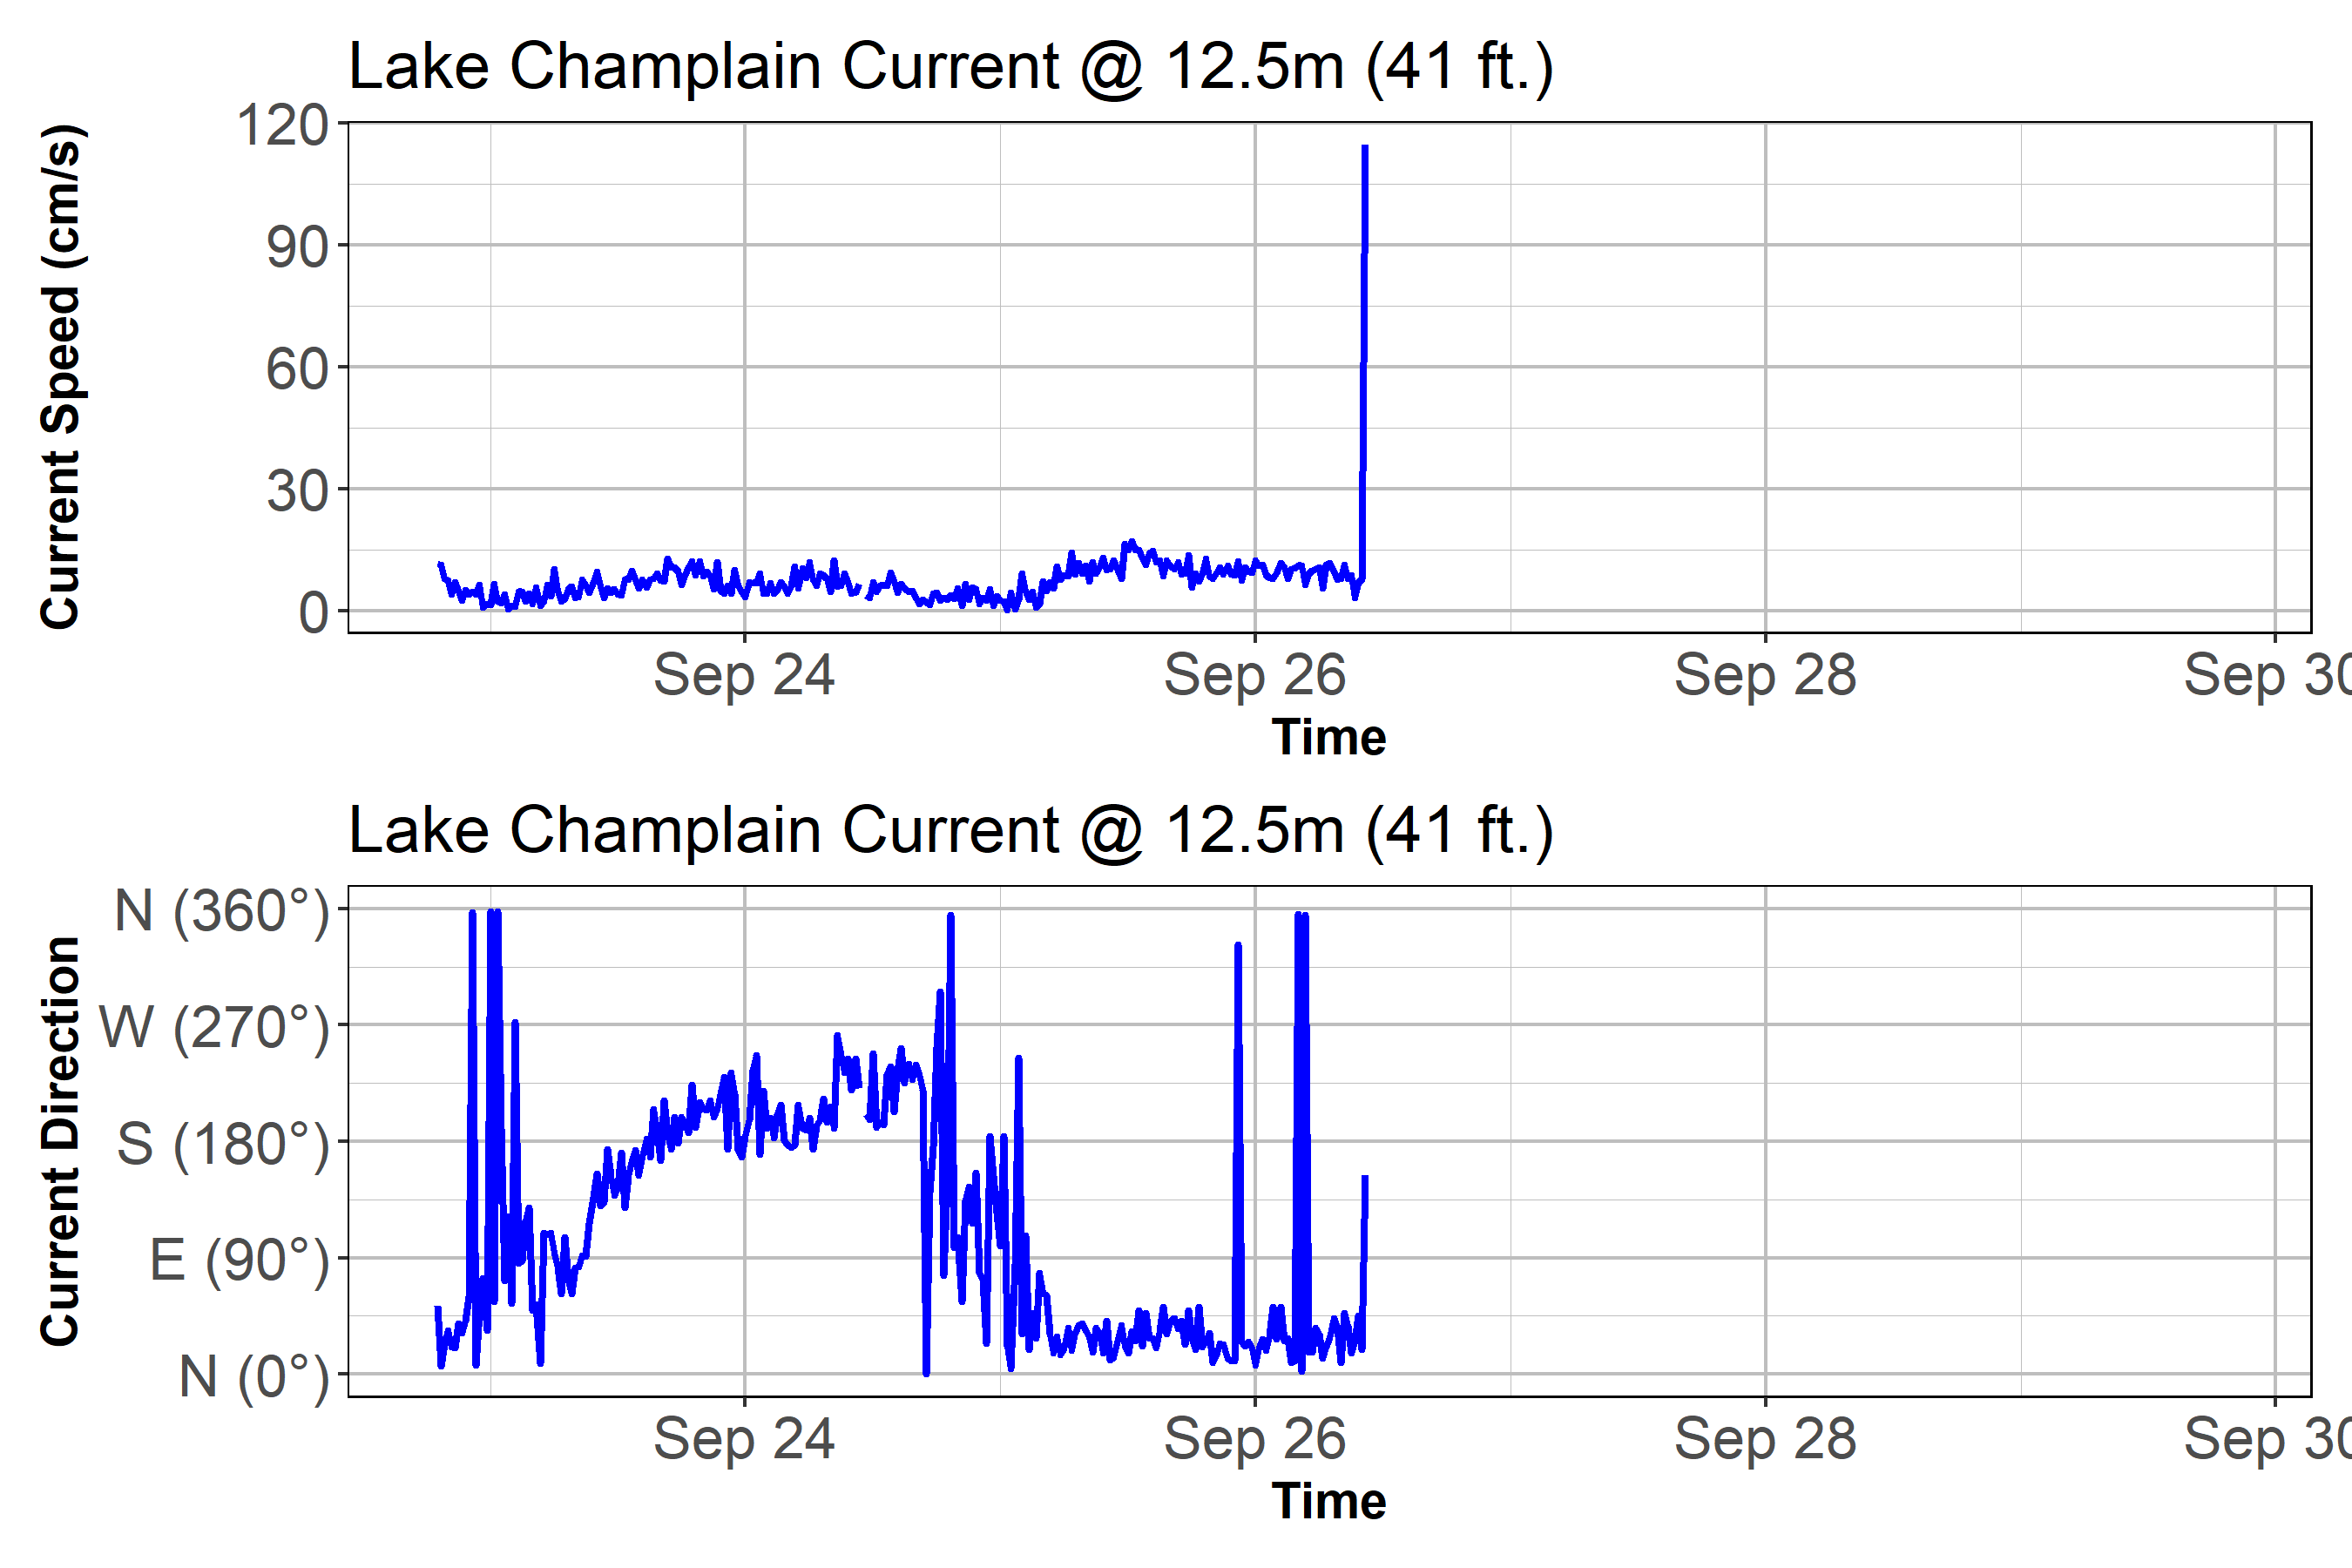 Lake Champlain Current @ 12.5m (41 ft.)
Current Speed (cm/s)
120
90
60
30
0
Sep 24
Sep 26
Sep 28
Sep 30
Time
Lake Champlain Current @ 12.5m (41 ft.)
Current Direction
N (360°)
W (270°)
S (180°)
E (90°)
N (0°)
Sep 24
Sep 26
Sep 28
Sep 30
Time